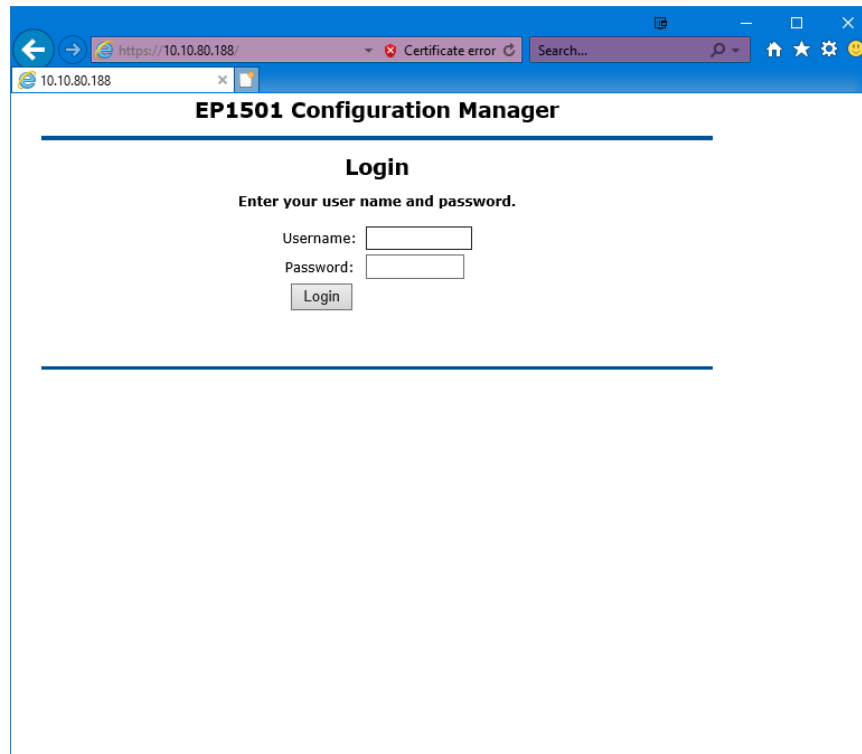 https://10.10.80.188/
Certificate error
Search...
10.10.80.188
EP1501 Configuration Manager
Login
Enter your user name and password.
Username:
Password:
Login